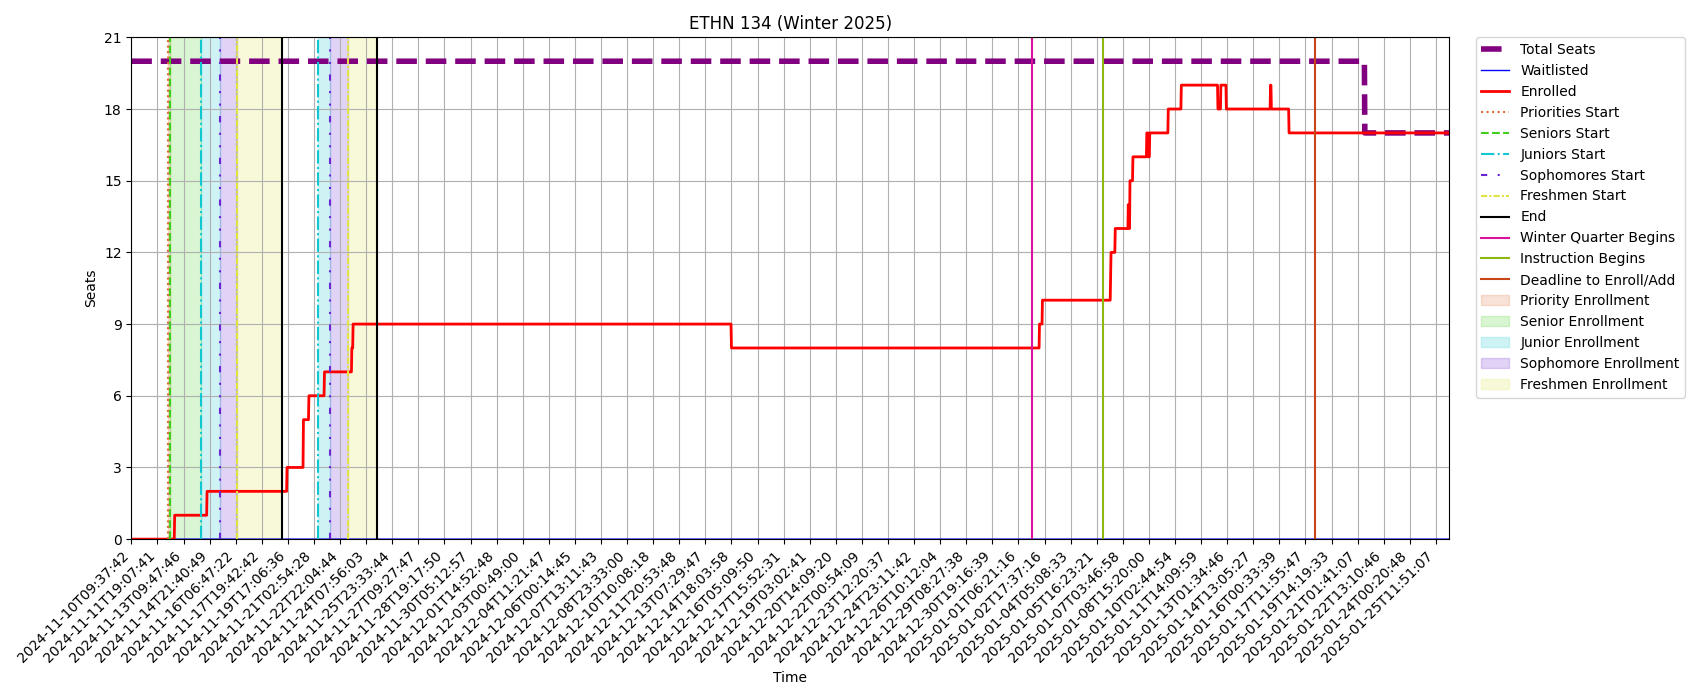 ETHN 134 (Winter 2025)
Seats
21
18
15
12
9
6
3
0
2024-11-10T09:37:42
2024-11-11T19:07:41
2024-11-13T09:47:46
2024-11-14T21:40:49
2024-11-16T06:47:22
2024-11-17T19:42:42
2024-11-19T17:06:36
2024-11-21T02:54:28
2024-11-22T22:04:44
2024-11-24T07:56:03
2024-11-25T23:33:44
2024-11-27T09:27:47
2024-11-28T19:17:50
2024-11-30T05:12:57
2024-12-01T14:52:48
2024-12-03T00:49:00
2024-12-04T11:21:47
2024-12-06T00:14:45
2024-12-07T13:11:43
2024-12-08T23:33:00
2024-12-10T10:08:18
2024-12-11T20:53:48
2024-12-13T07:29:47
2024-12-14T18:03:58
2024-12-16T05:09:50
2024-12-17T15:52:31
2024-12-19T03:02:41
2024-12-20T14:09:20
2024-12-22T00:54:09
2024-12-23T12:20:37
2024-12-24T23:11:42
2024-12-26T10:12:04
2024-12-29T08:27:38
2024-12-30T19:16:39
2025-01-01T06:21:16
2025-01-02T17:37:16
2025-01-04T05:08:33
2025-01-05T16:23:21
2025-01-07T03:46:58
2025-01-08T15:20:00
2025-01-10T02:44:54
2025-01-11T14:09:59
2025-01-13T01:34:46
2025-01-14T13:05:27
2025-01-16T00:33:39
2025-01-17T11:55:47
2025-01-19T14:19:33
2025-01-21T01:41:07
2025-01-22T13:10:46
2025-01-24T00:20:48
2025-01-25T11:51:07
Time
Total Seats
Waitlisted
Enrolled
Priorities Start
Seniors Start
Juniors Start
Sophomores Start
Freshmen Start
End
Winter Quarter Begins
Instruction Begins
Deadline to Enroll/Add
Priority Enrollment
Senior Enrollment
Junior Enrollment
Sophomore Enrollment
Freshmen Enrollment